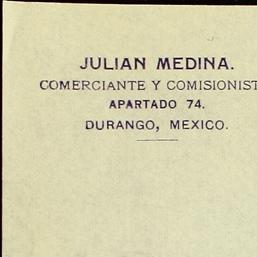 JULIAN MEDINA.
COMERCIANTE Y COMISIONIST
APARTADO 74.
DURANGO, MEXICO.